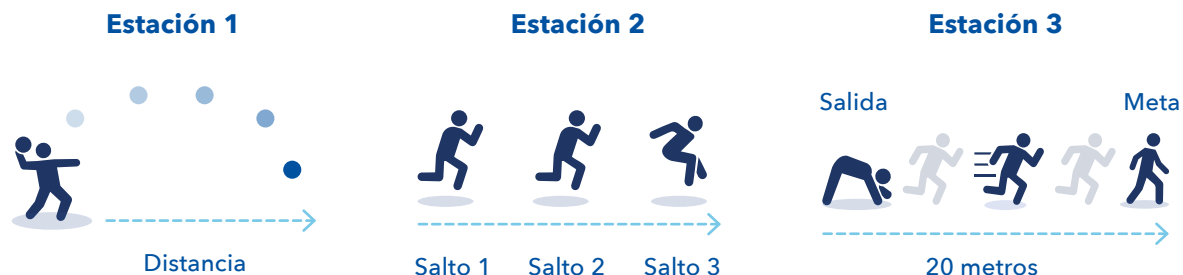 Estación 1
Distancia
Estación 2
Salto 1 Salto 2 Salto 3
Estación 3
Salida Meta
20 metros